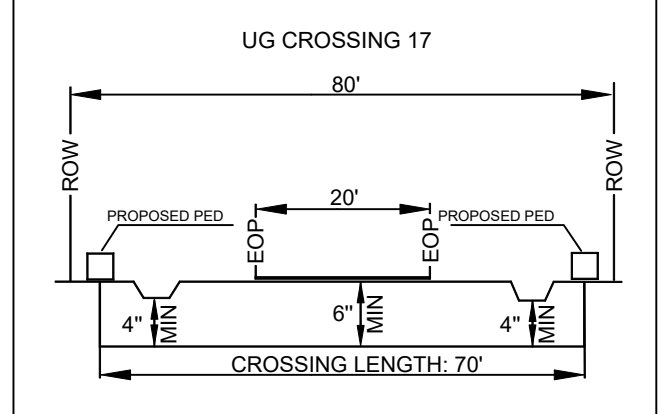 UG CROSSING 17
80'
ROW
ROW
PROPOSED PED
20'
PROPOSED PED
EOP
EOP
4" MIN
6" MIN
4" MIN
CROSSING LENGTH: 70'